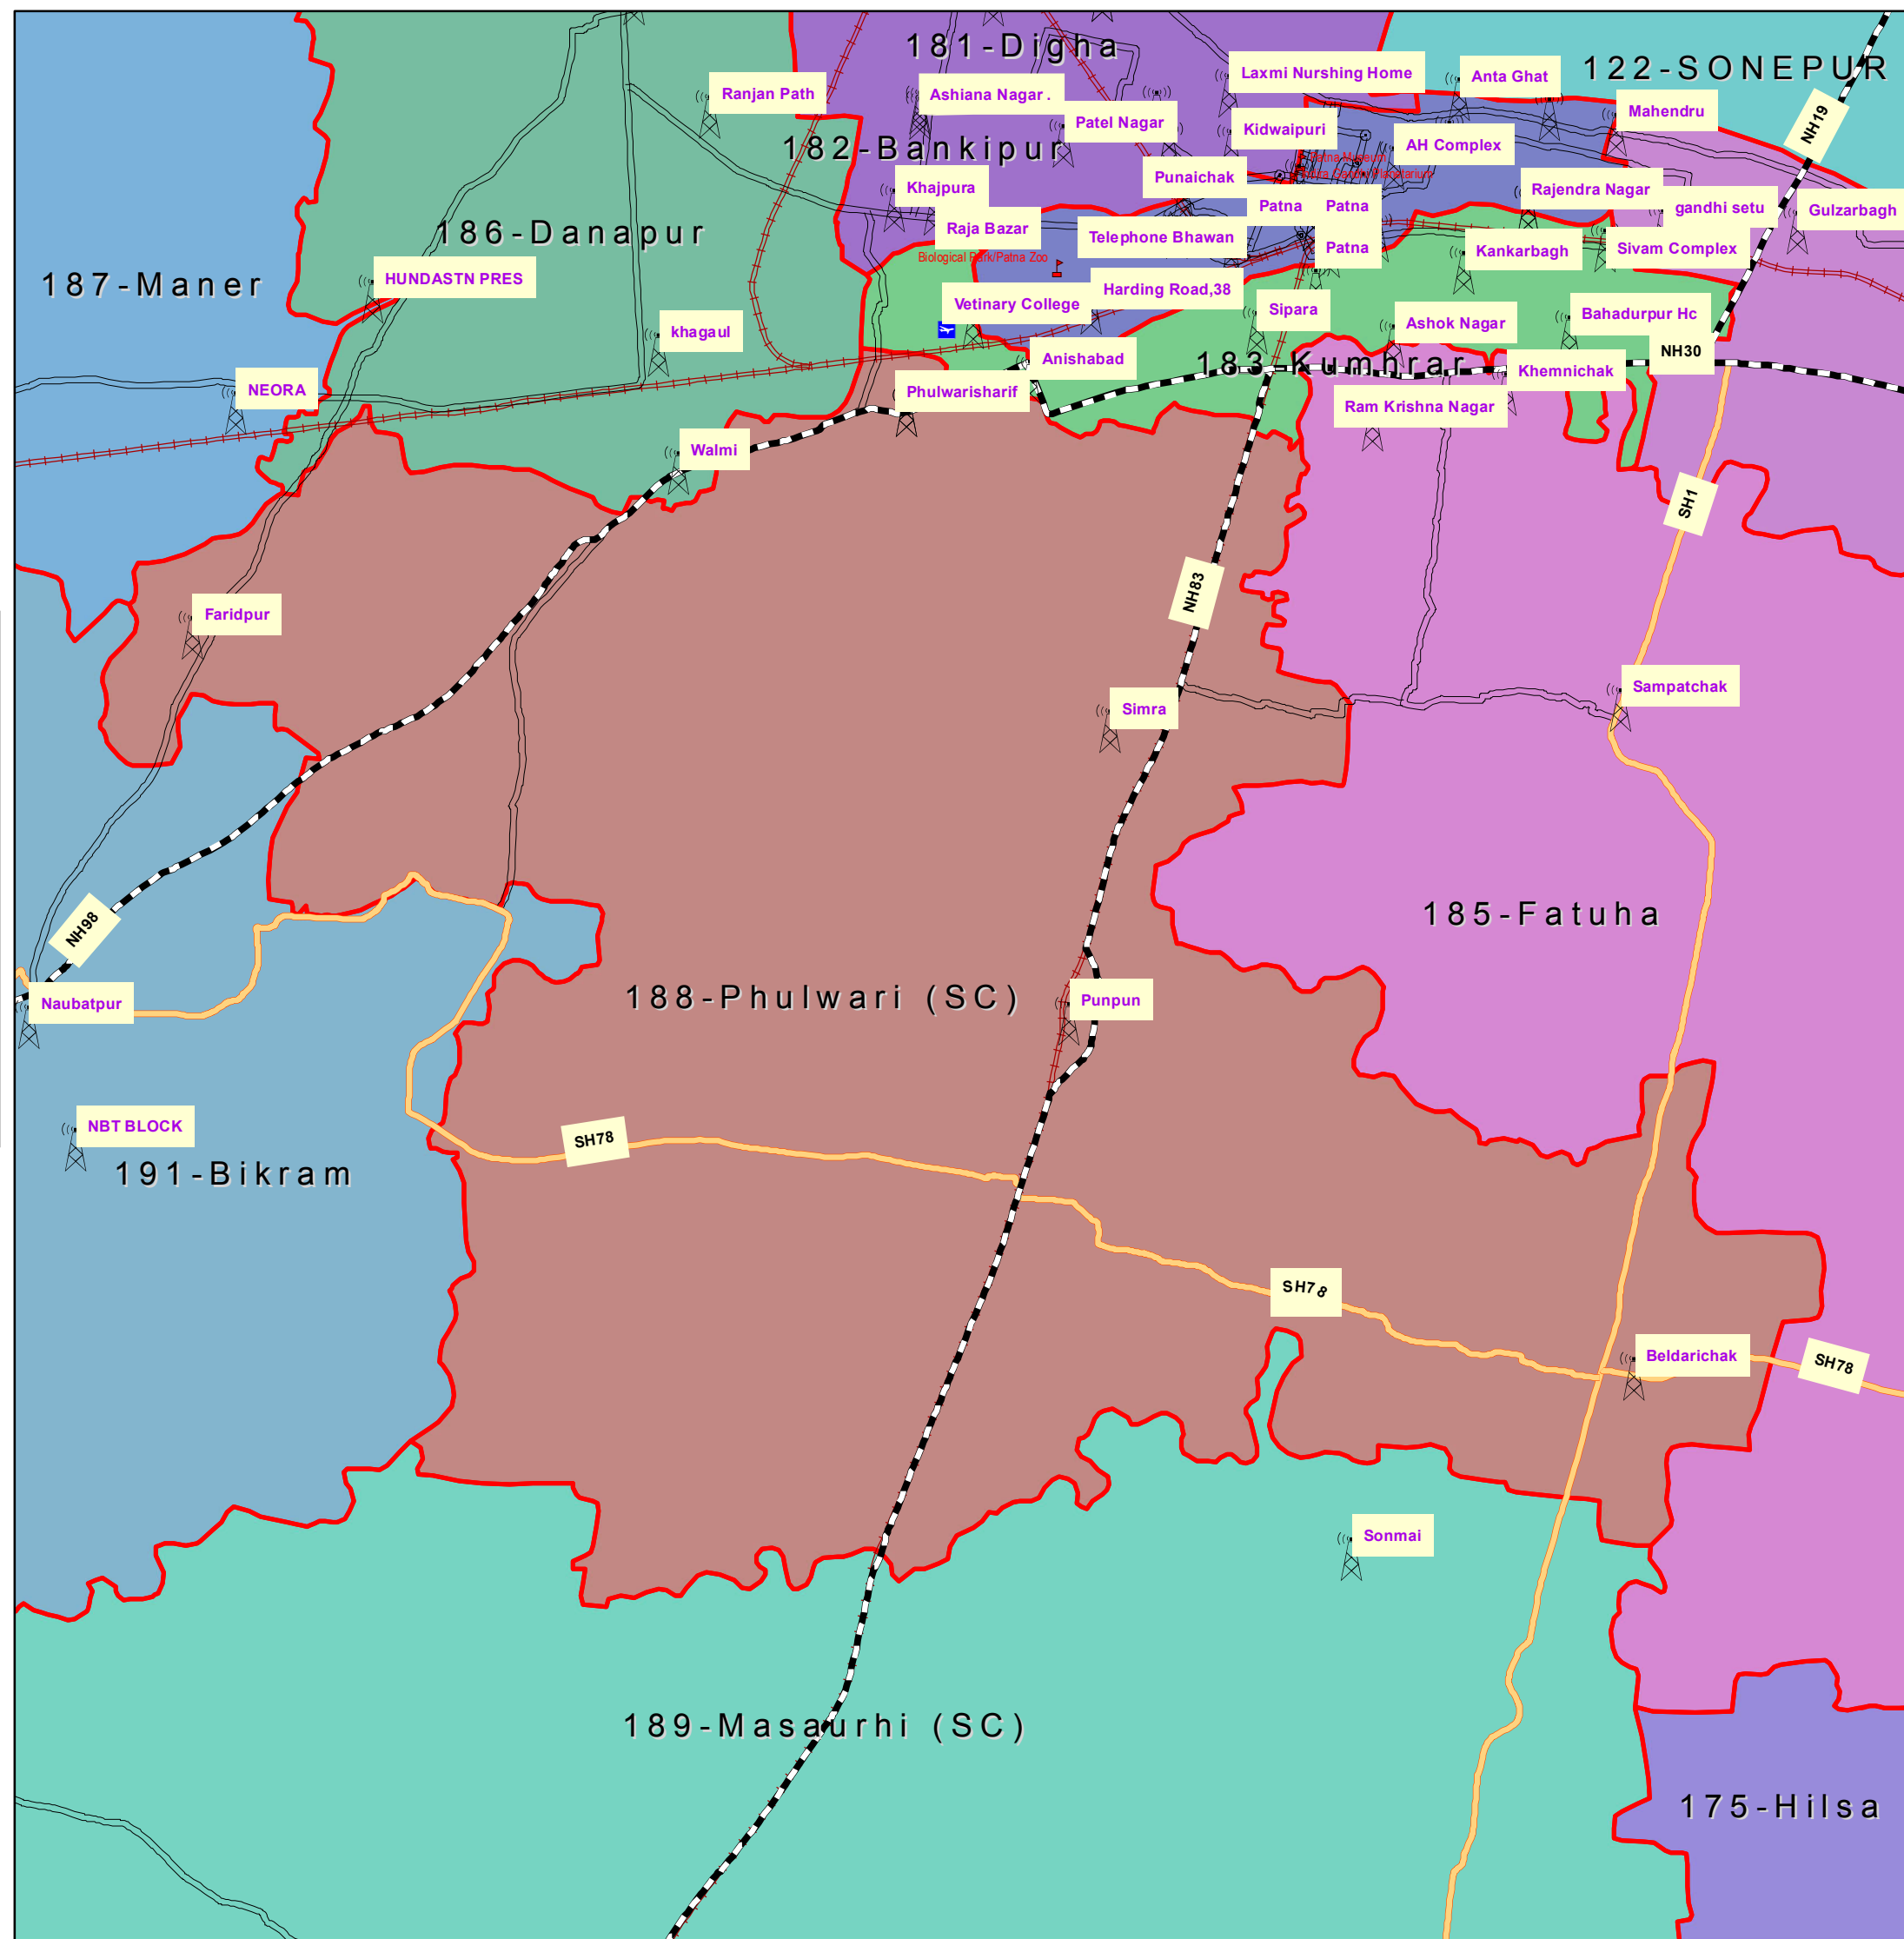 181-Digha
122-SONEPUR
Laxmi Nurshing Home
Anta Ghat
Ranjan Path
Ashiana Nagar .
Mahendru
NH19
Patel Nagar
Kidwaipuri
182-Bankipur
AH Complex
Patna Museum
Punaichak
Khajpura
Rajendra Nagar
Patna
Patna
gandhi setu
Gulzarbagh
186-Danapur
Raja Bazar
Telephone Bhawan
Patna
Kankarbagh
Sivam Complex
Biological Park/Patna Zoo
187-Maner
HUNDASTN PRES
Harding Road,38
Vetinary College
Sipara
Bahadurpur Hc
Ashok Nagar
khagaul
NH30
Anishabad
183-Kumhrar
Khemnichak
NEORA
Phulwarisharif
Ram Krishna Nagar
Walmi
SH1
NH83
Faridpur
Sampatchak
Simra
185-Fatuha
NH98
188-Phulwari (SC)
Naubatpur
Punpun
NBT BLOCK
SH78
191-Bikram
SH78
Beldarichak
SH78
Sonmai
189-Masaurhi (SC)
175-Hilsa